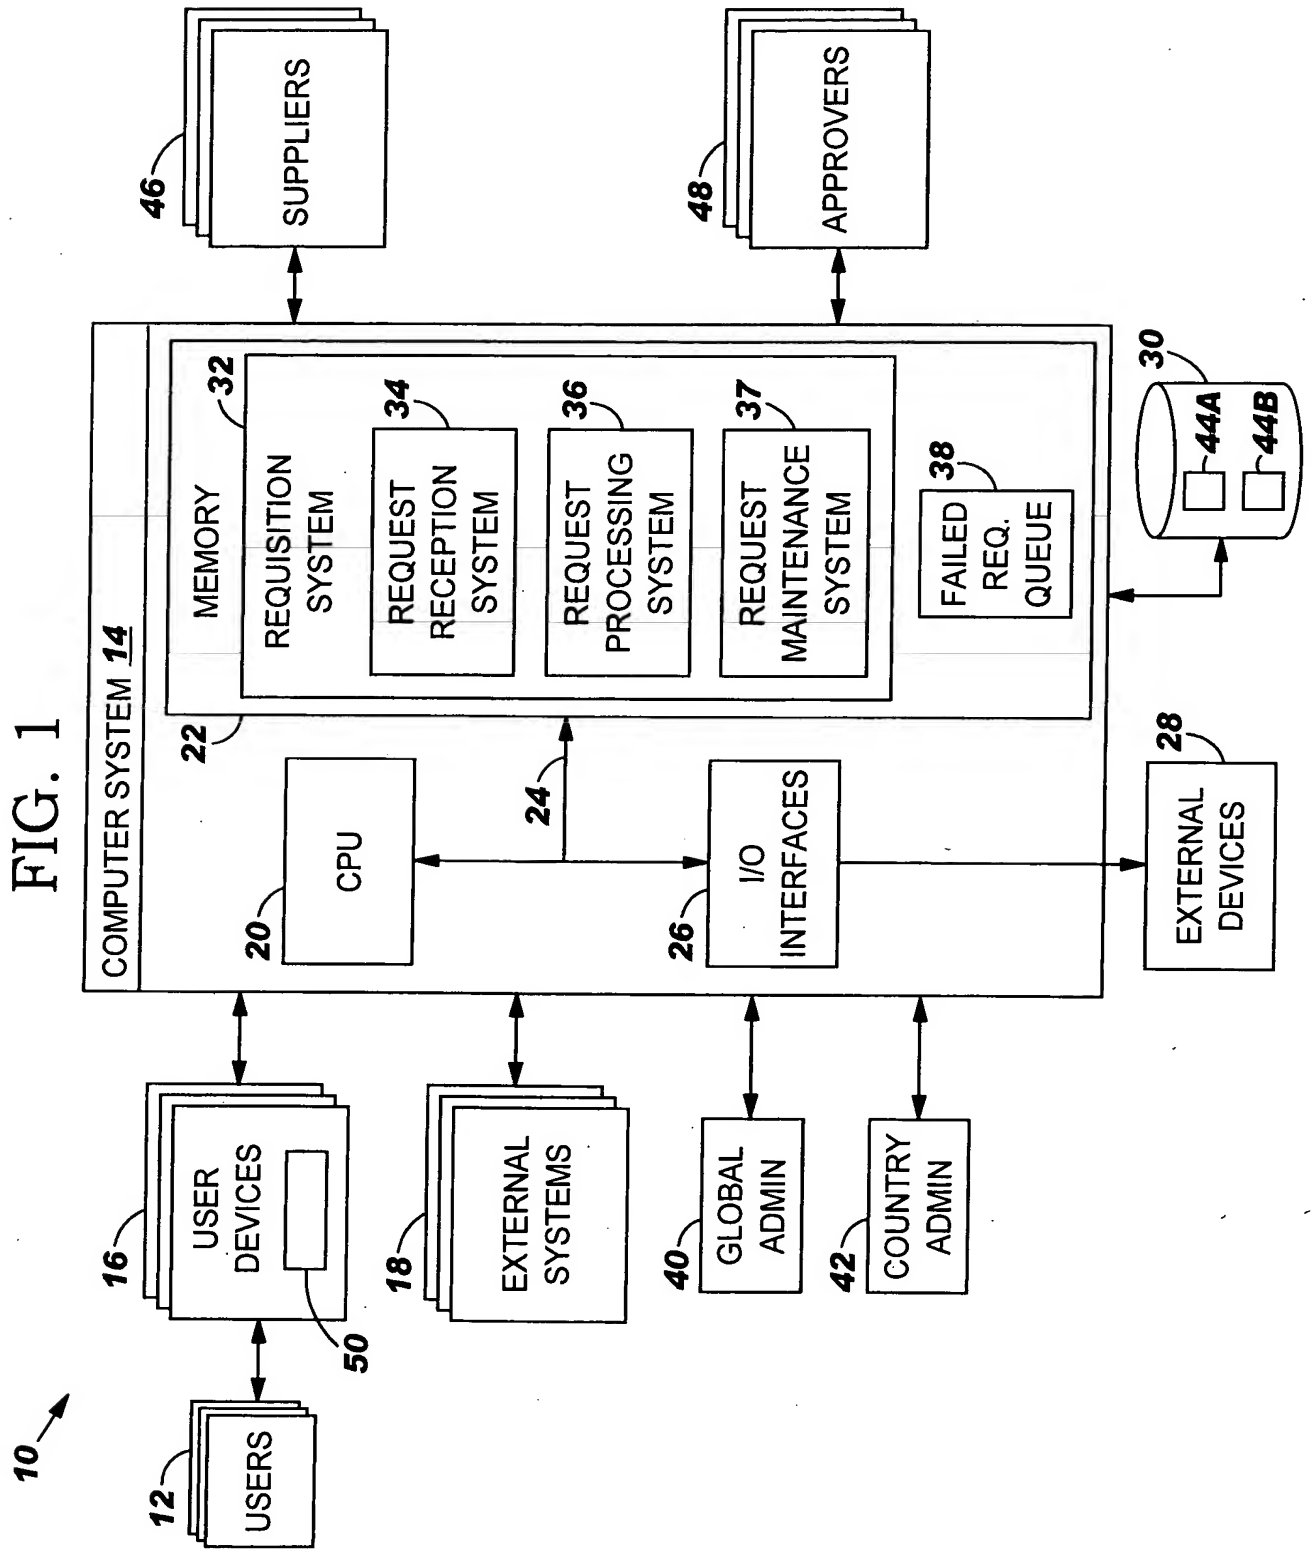 FIG. 1
10
COMPUTER SYSTEM 14
12
USERS
16
USER
DEVICES
50
18
EXTERNAL
SYSTEMS
40
GLOBAL
ADMIN
42
COUNTRY
ADMIN
20
CPU
24
26
I/O
INTERFACES
28
EXTERNAL
DEVICES
22
MEMORY
32
REQUISITION
SYSTEM
34
REQUEST
RECEPTION
SYSTEM
36
REQUEST
PROCESSING
SYSTEM
37
REQUEST
MAINTENANCE
SYSTEM
38
FAILED
REQ.
QUEUE
30
44A
44B
46
SUPPLIERS
48
APPROVERS